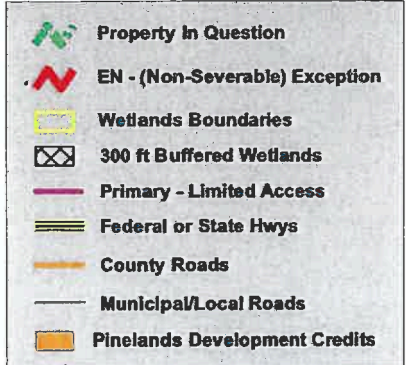 Property In Question
EN - (Non-Severable) Exception
Wetlands Boundaries
300 ft Buffered Wetlands
Primary - Limited Access
Federal or State Hwys
County Roads
Municipal/Local Roads
Pinelands Development Credits